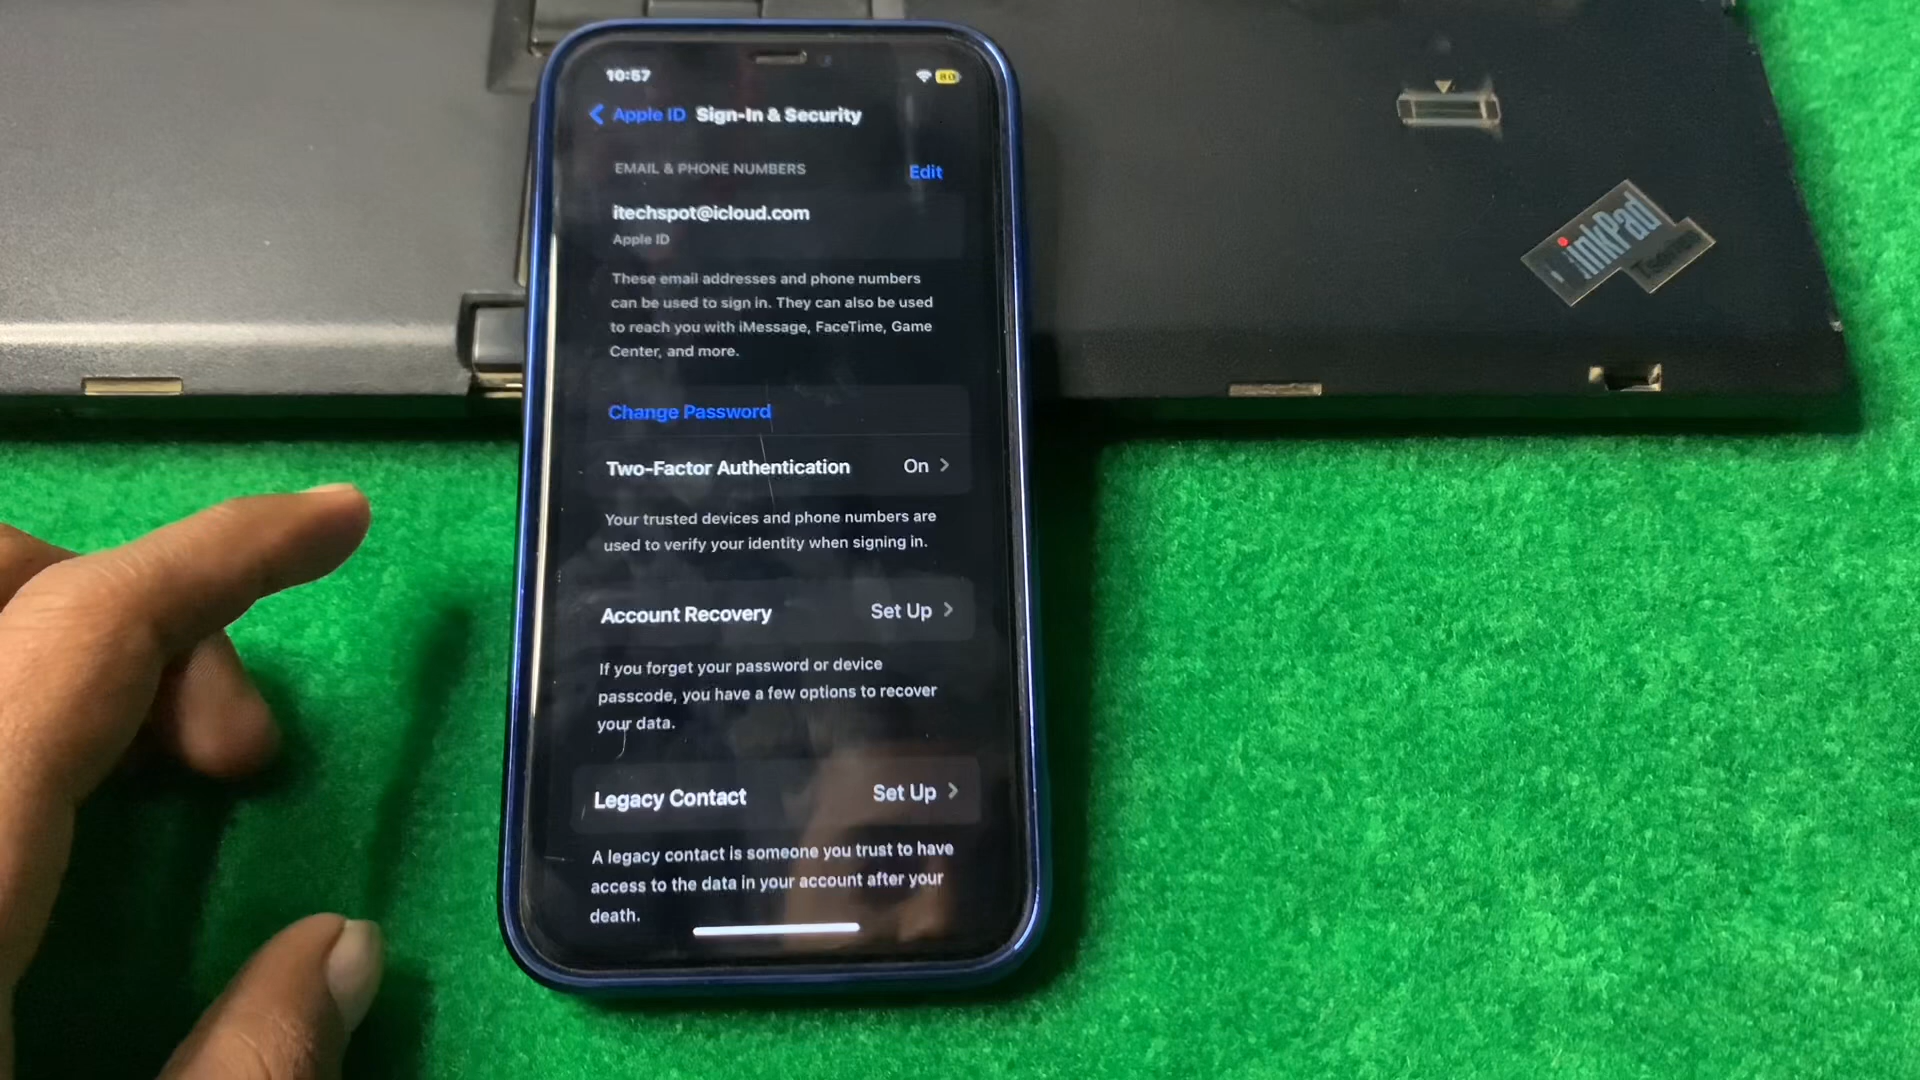 10:57
80
Apple ID Sign-In & Security
EMAIL & PHONE NUMBERS Edit
itechspot@icloud.com
Apple ID
These email addresses and phone numbers
can be used to sign in. They can also be used
to reach you with iMessage, FaceTime, Game
Center, and more.
Change Password
Two-Factor Authentication On
Your trusted devices and phone numbers are
used to verify your identity when signing in.
Account Recovery Set Up
If you forget your password or device
passcode, you have a few options to recover
your data.
Legacy Contact Set Up
A legacy contact is someone you trust to have
access to the data in your account after your
death.
ThinkPad